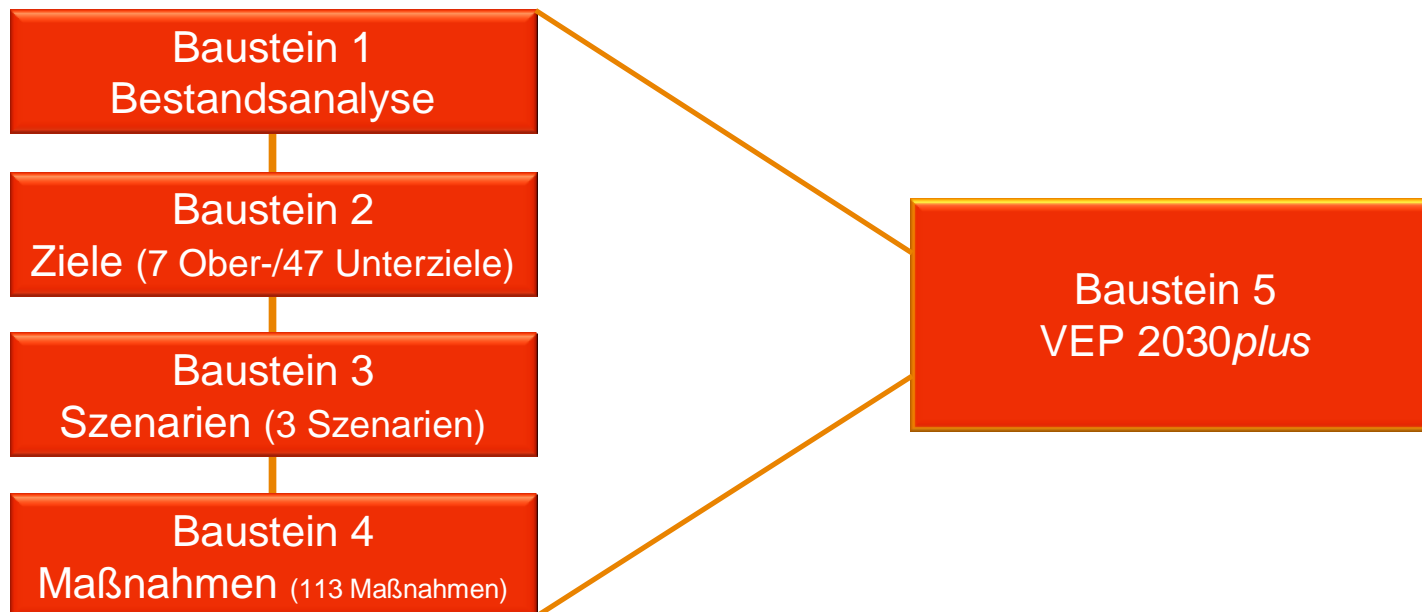 Baustein 1
Bestandsanalyse
Baustein 2
Ziele (7 Ober-/47 Unterziele)
Baustein 3
Szenarien (3 Szenarien)
Baustein 4
Maßnahmen (113 Maßnahmen)
Baustein 5
VEP 2030plus